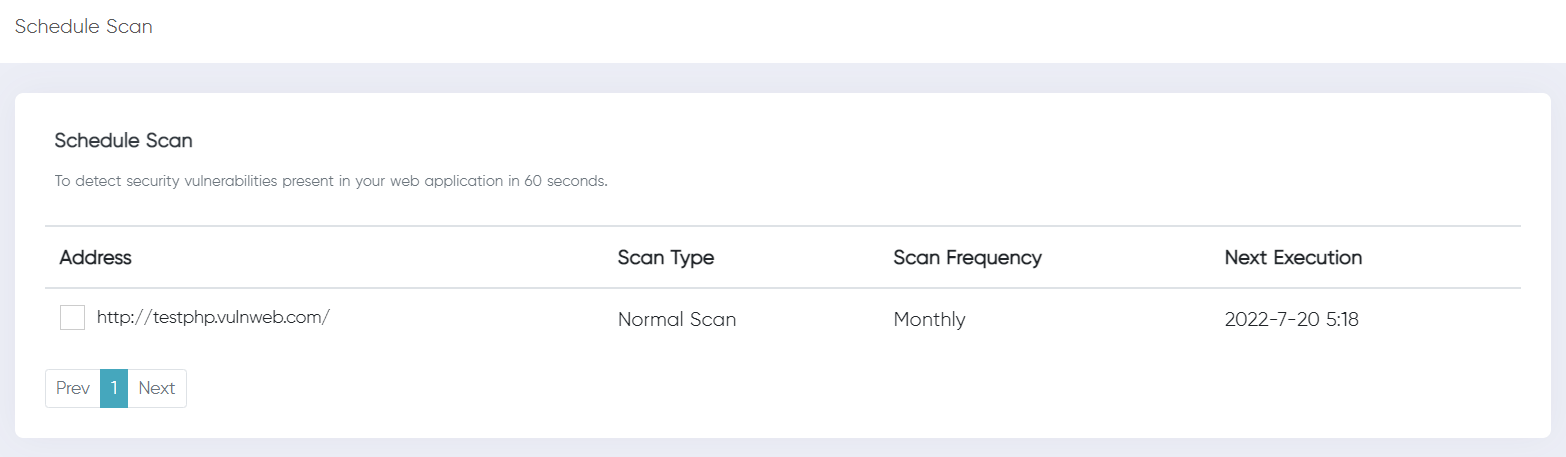 Schedule Scan
Schedule Scan
To detect security vulnerabilities present in your web application in 60 seconds.
Address Scan Type Scan Frequency Next Execution
http://testphp.vulnweb.com/ Normal Scan Monthly 2022-7-20 5:18
Prev 1 Next